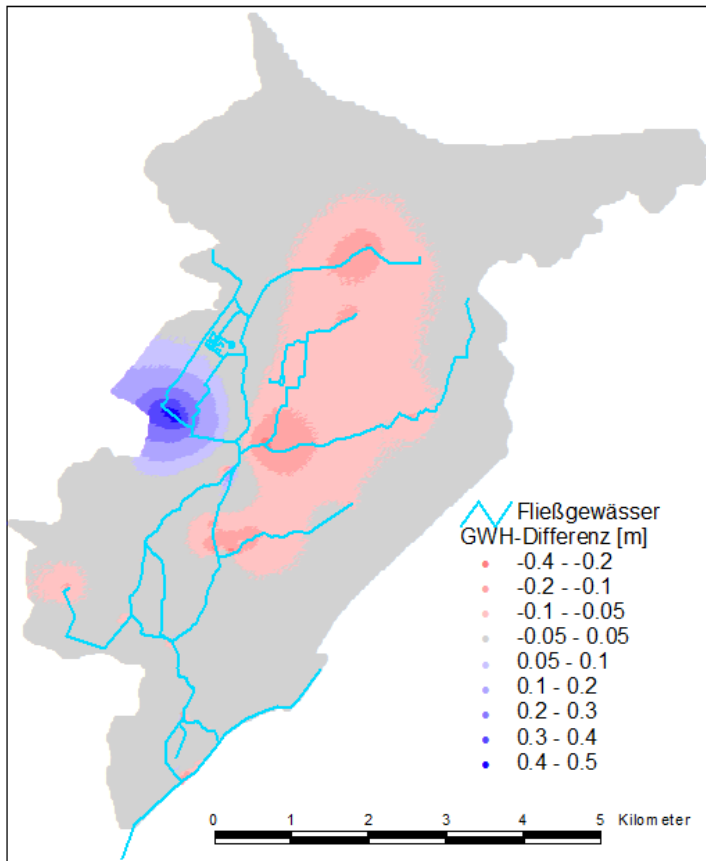 Fließgewässer
GWH-Differenz [m]
-0.4 - -0.2
-0.2 - -0.1
-0.1 - -0.05
-0.05 - 0.05
0.05 - 0.1
0.1 - 0.2
0.2 - 0.3
0.3 - 0.4
0.4 - 0.5
0 1 2 3 4 5 Kilometer